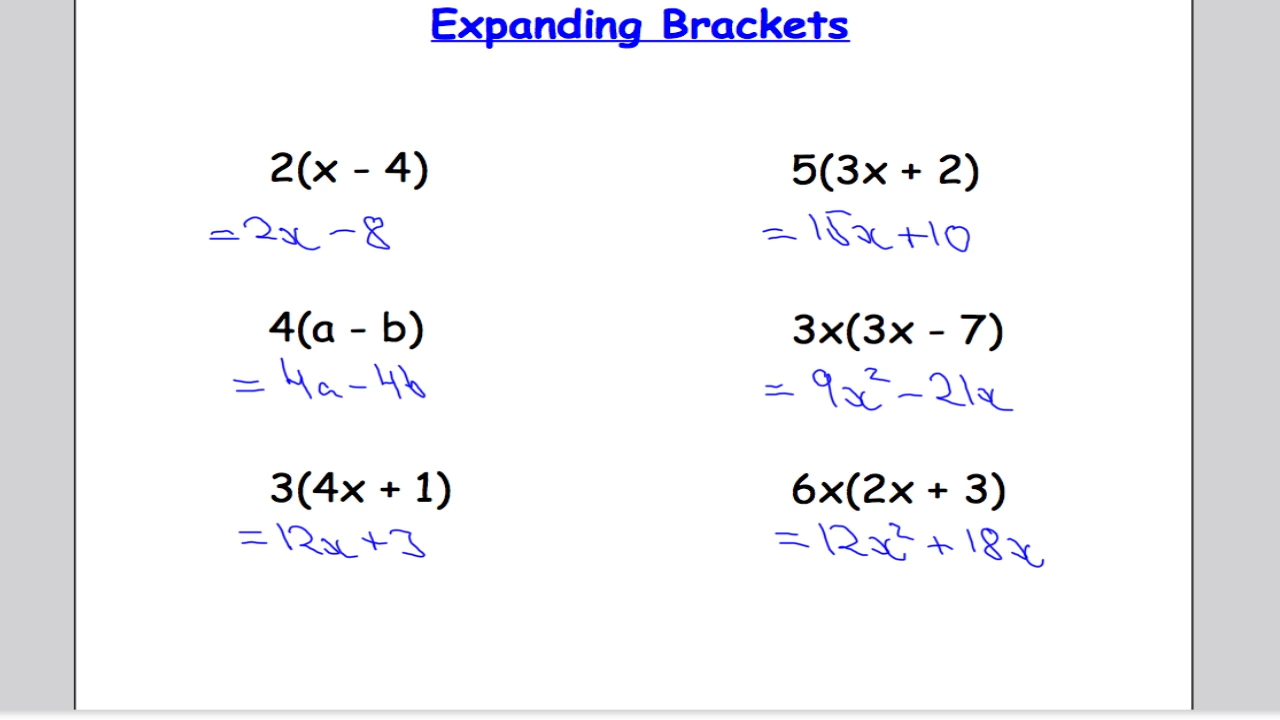 Expanding Brackets
2(x - 4)
= 2x - 8
4(a - b)
= 4a - 4b
3(4x + 1)
= 12x + 3
5(3x + 2)
= 15x + 10
3x(3x - 7)
= 9x² - 21x
6x(2x + 3)
= 12x² + 18x